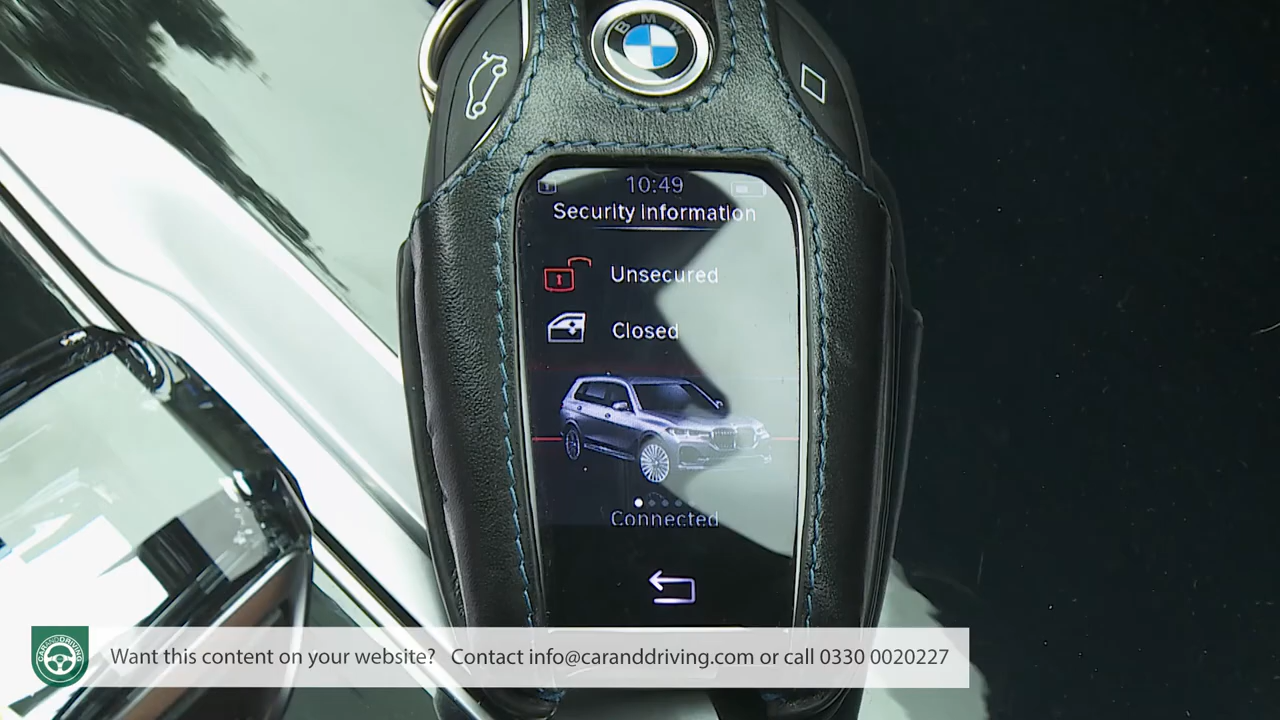 BMW
10:49
Security information
Unsecured
Closed
Connected
CARANDDRIVING
Want this content on your website? Contact info@caranddriving.com or call 0330 0020227